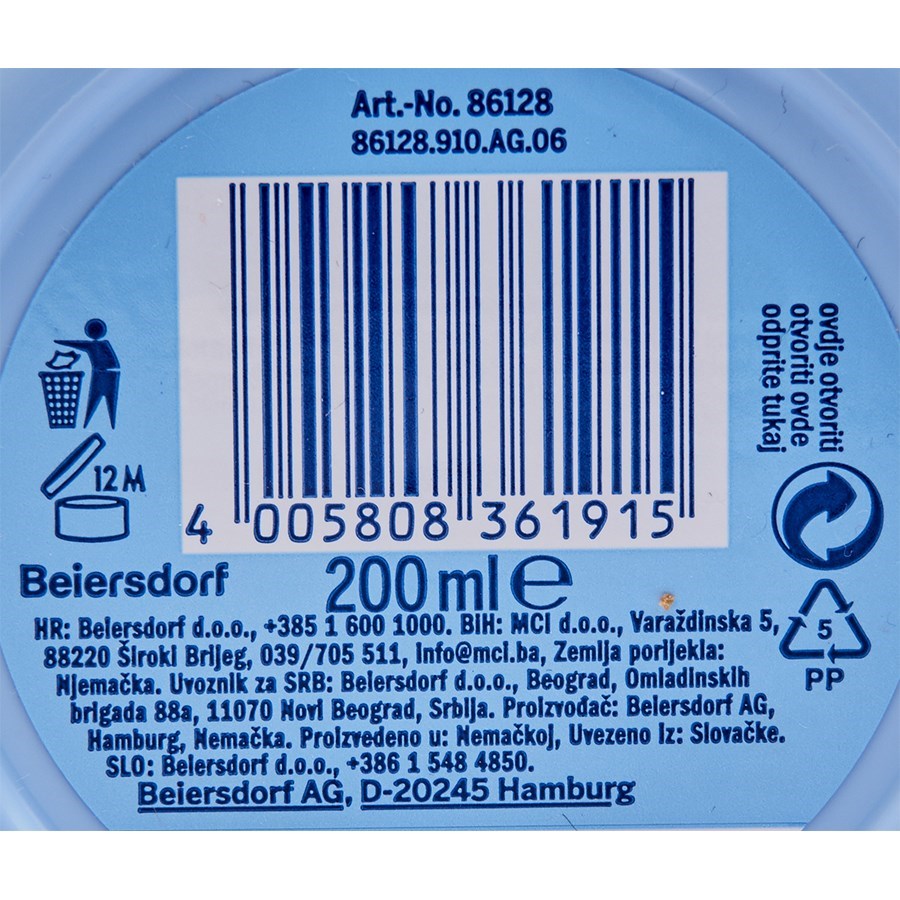 Art.-No. 86128
86128.910.AG.06
4 005808 361915
ovdje otvoriti
otvoriti ovde
odprite tukaj
12M
Beiersdorf
200 ml e
5
PP
HR: Beiersdorf d.o.o., +385 1 600 1000. BiH: MCI d.o.o., Varaždinska 5,
88220 Široki Brijeg, 039/705 511, info@mci.ba, Zemlja porijekla:
Njemačka. Uvoznik za SRB: Beiersdorf d.o.o., Beograd, Omladinskih
brigada 88a, 11070 Novi Beograd, Srbija. Proizvođač: Beiersdorf AG,
Hamburg, Nemačka. Proizvedeno u: Nemačkoj, Uvezeno iz: Slovačke.
SLO: Beiersdorf d.o.o., +386 1 548 4850.
Beiersdorf AG, D-20245 Hamburg